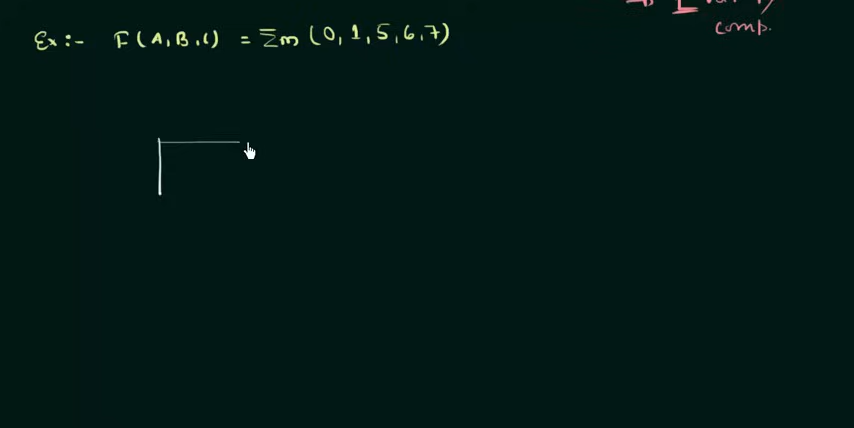 Ex:- F(A,B,C) = Σm (0,1,5,6,7)
comp.